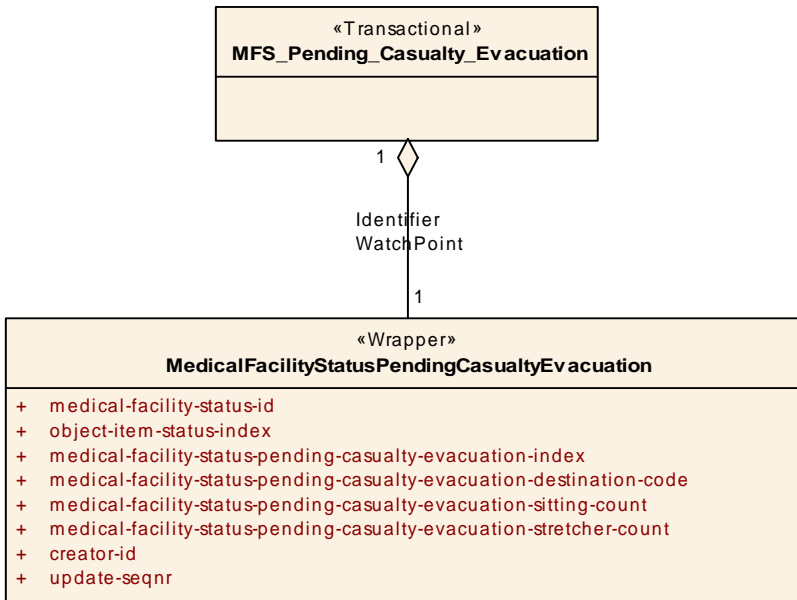 «Transactional»
MFS_Pending_Casualty_Evacuation
1
Identifier
WatchPoint
1
«Wrapper»
MedicalFacilityStatusPendingCasualtyEvacuation
+ medical-facility-status-id
+ object-item-status-index
+ medical-facility-status-pending-casualty-evacuation-index
+ medical-facility-status-pending-casualty-evacuation-destination-code
+ medical-facility-status-pending-casualty-evacuation-sitting-count
+ medical-facility-status-pending-casualty-evacuation-stretcher-count
+ creator-id
+ update-seqnr